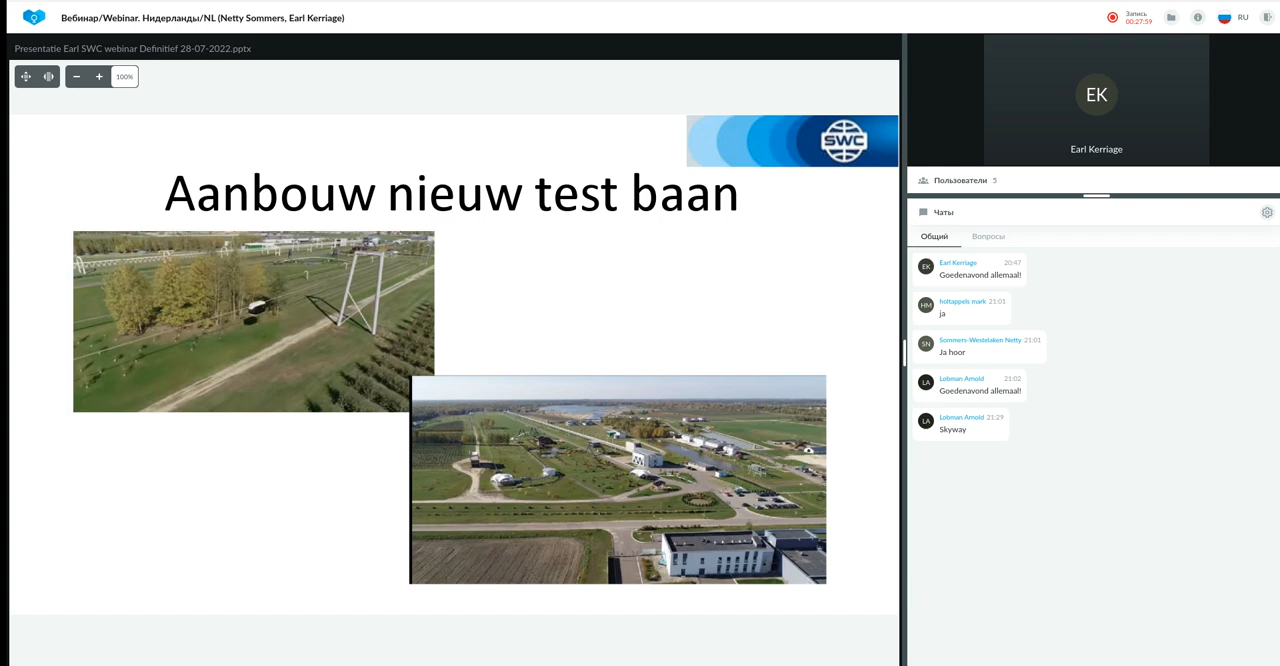 Вебинар/Webinar. Нидерланды/NL (Netty Sommers, Earl Kerriage)
Запись
00:27:59
RU
Presentatie Earl SWC webinar Definitief 28-07-2022.pptx
100%
SWC
Aanbouw nieuw test baan
EK
Earl Kerriage
Пользователи 5
Чаты
Общий Вопросы
EK Earl Kerriage 20:47
Goedenavond allemaal!
HM holtappels mark 21:01
ja
SN Sommers-Westelaken Netty 21:01
Ja hoor
LA Lobman Arnold 21:02
Goedenavond allemaal!
LA Lobman Arnold 21:29
Skyway